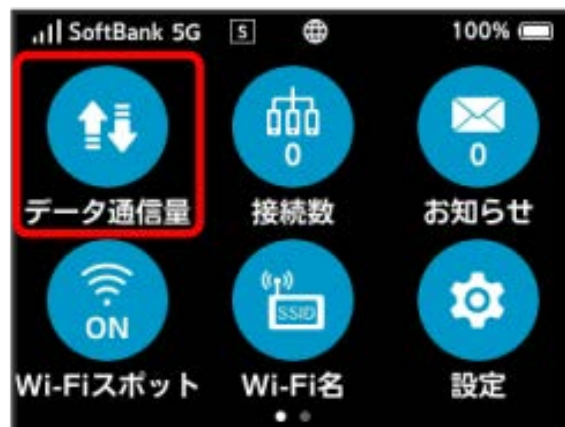 SoftBank 5G S 100%
0 0
データ通信量 接続数 お知らせ
ON SSID
Wi-Fiスポット Wi-Fi名 設定